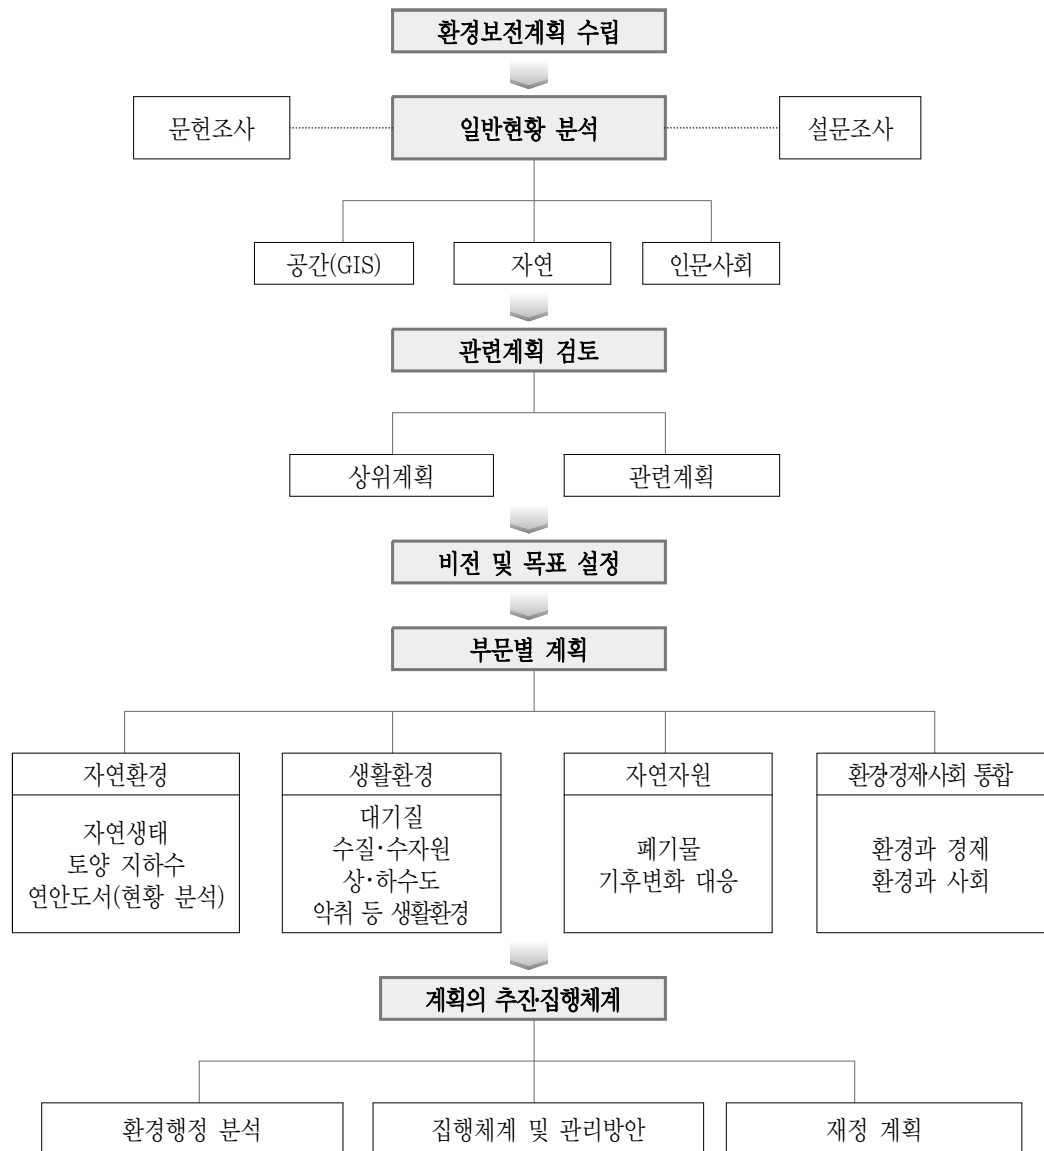 환경보전계획 수립
문헌조사
일반현황 분석
설문조사
공간(GIS)
자연
인문·사회
관련계획 검토
상위계획
관련계획
비전 및 목표 설정
부문별 계획
자연환경
자연생태
토양 지하수
연안도서(현황 분석)
생활환경
대기질
수질·수자원
상·하수도
악취 등 생활환경
자연자원
폐기물
기후변화 대응
환경·경제·사회 통합
환경과 경제
환경과 사회
계획의 추진·집행체계
환경행정 분석
집행체계 및 관리방안
재정 계획